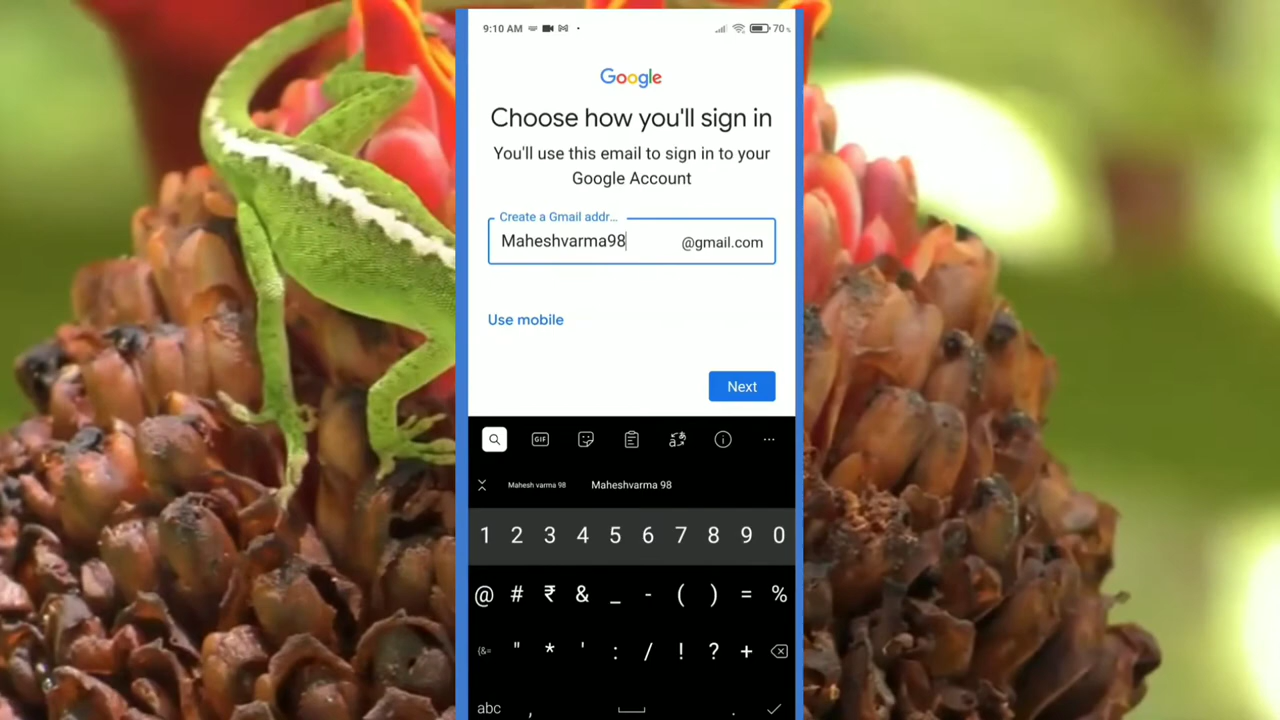 9:10 AM
70%
Google
Choose how you'll sign in
You'll use this email to sign in to your
Google Account
Create a Gmail addr...
Maheshvarma98
@gmail.com
Use mobile
Next
GIF
Mahesh varma 98
Maheshvarma 98
1 2 3 4 5 6 7 8 9 0
@ # ₹ & _ - ( ) = %
{&= " * ' : / ! ? +
abc , .